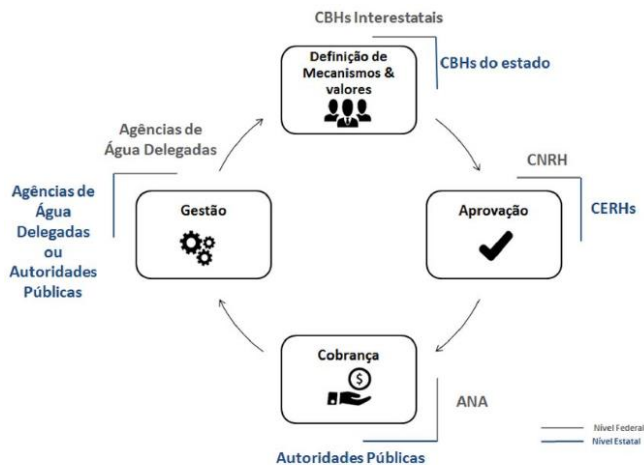 CBHs Interestatais
Definição de
Mecanismos &
valores
CBHs do estado
Agências de
Água Delegadas
CNRH
Agências de
Água
Delegadas
ou
Autoridades
Públicas
Gestão
Aprovação
CERHs
Cobrança
$
ANA
Autoridades Públicas
Nível Federal
Nível Estatal